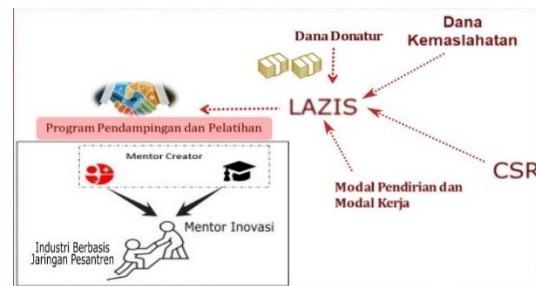 Dana Donatur
Dana
Kemaslahatan
LAZIS
Program Pendampingan dan Pelatihan
Mentor Creator
CSR
Modal Pendirian dan
Modal Kerja
Mentor Inovasi
Industri Berbasis
Jaringan Pesantren